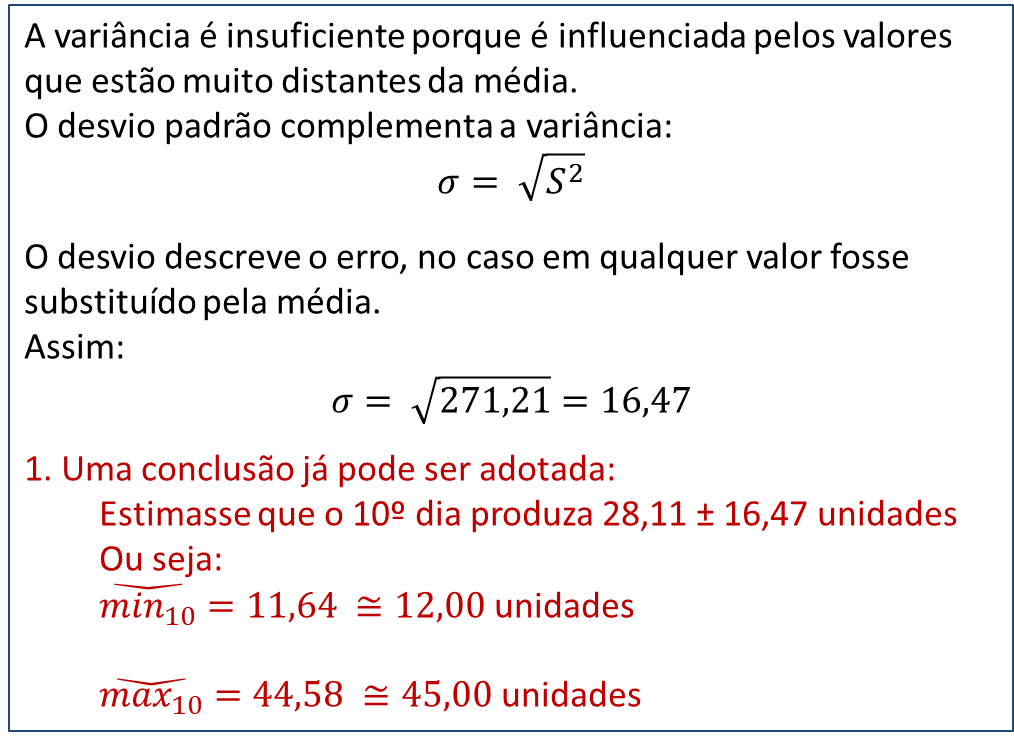 A variância é insuficiente porque é influenciada pelos valores
que estão muito distantes da média.
O desvio padrão complementa a variância:
σ = √S²
O desvio descreve o erro, no caso em qualquer valor fosse
substituído pela média.
Assim:
σ = √271,21 = 16,47
1. Uma conclusão já pode ser adotada:
Estimasse que o 10º dia produza 28,11 ± 16,47 unidades
Ou seja:
min₁₀ = 11,64 ≅ 12,00 unidades
max₁₀ = 44,58 ≅ 45,00 unidades